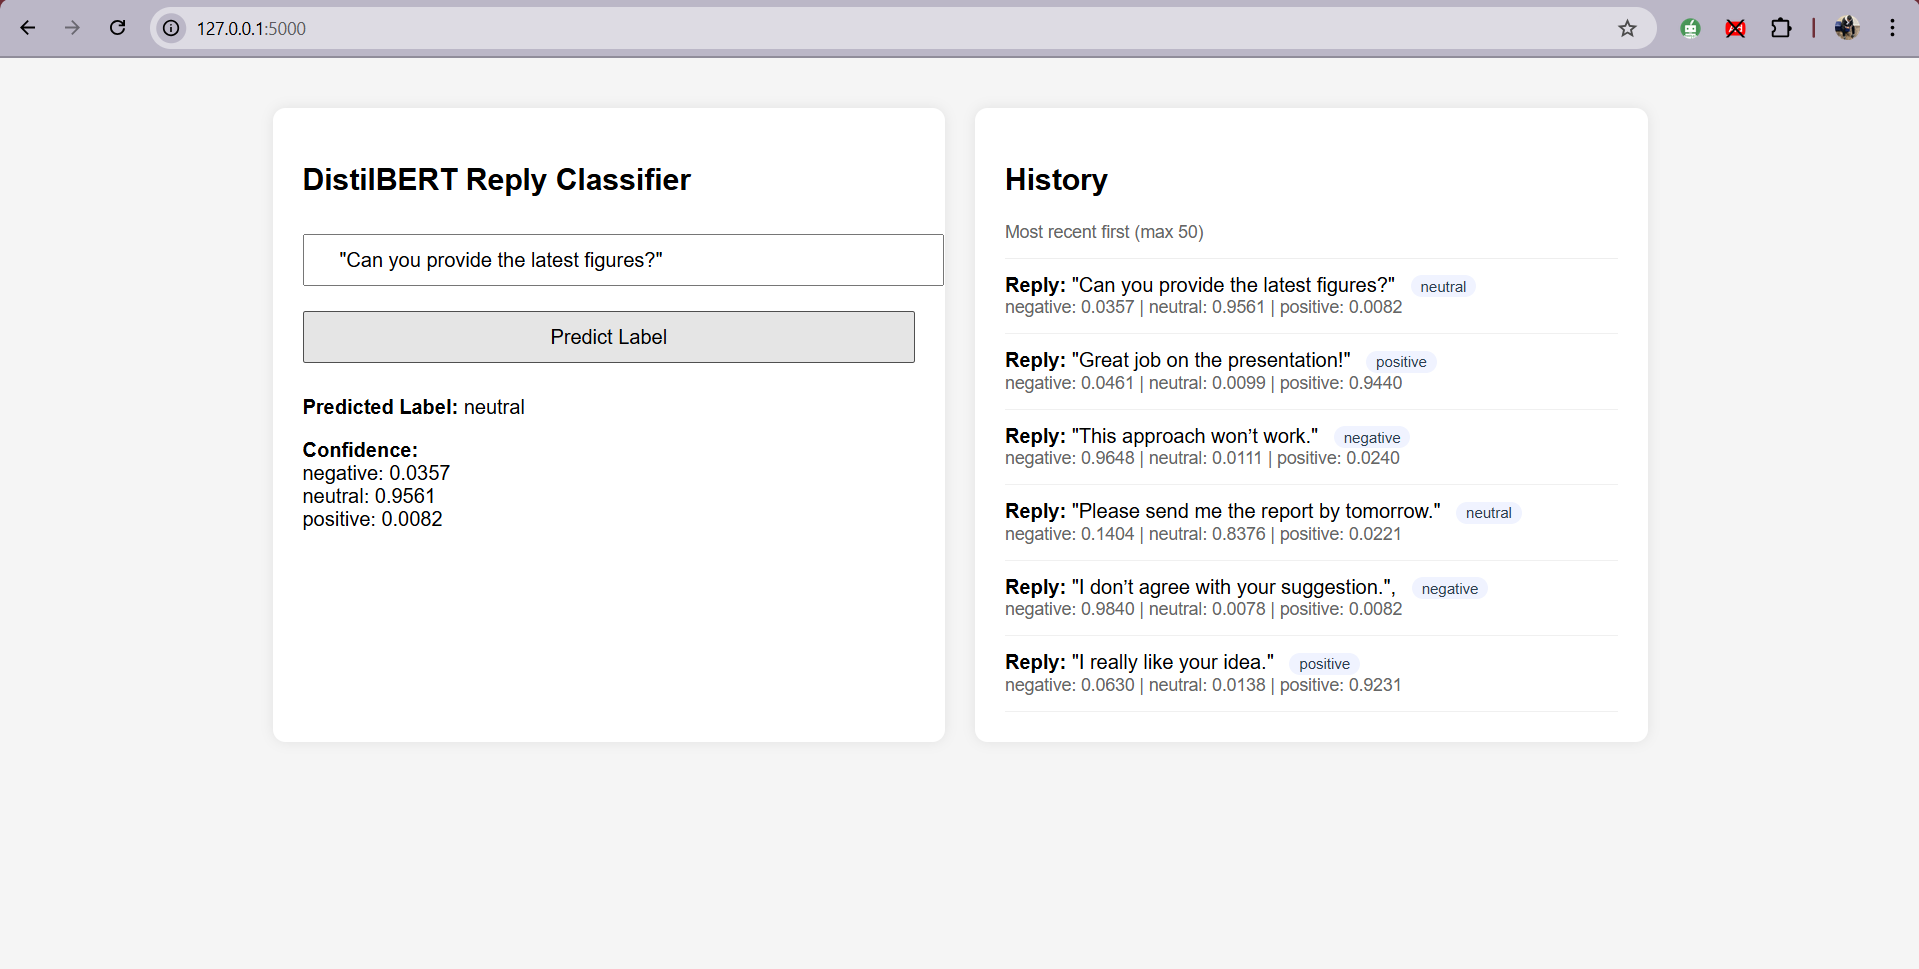 127.0.0.1:5000
DistilBERT Reply Classifier
"Can you provide the latest figures?"
Predict Label
Predicted Label: neutral
Confidence:
negative: 0.0357
neutral: 0.9561
positive: 0.0082
History
Most recent first (max 50)
Reply: "Can you provide the latest figures?" neutral
negative: 0.0357 | neutral: 0.9561 | positive: 0.0082
Reply: "Great job on the presentation!" positive
negative: 0.0461 | neutral: 0.0099 | positive: 0.9440
Reply: "This approach won’t work." negative
negative: 0.9648 | neutral: 0.0111 | positive: 0.0240
Reply: "Please send me the report by tomorrow." neutral
negative: 0.1404 | neutral: 0.8376 | positive: 0.0221
Reply: "I don’t agree with your suggestion.", negative
negative: 0.9840 | neutral: 0.0078 | positive: 0.0082
Reply: "I really like your idea." positive
negative: 0.0630 | neutral: 0.0138 | positive: 0.9231